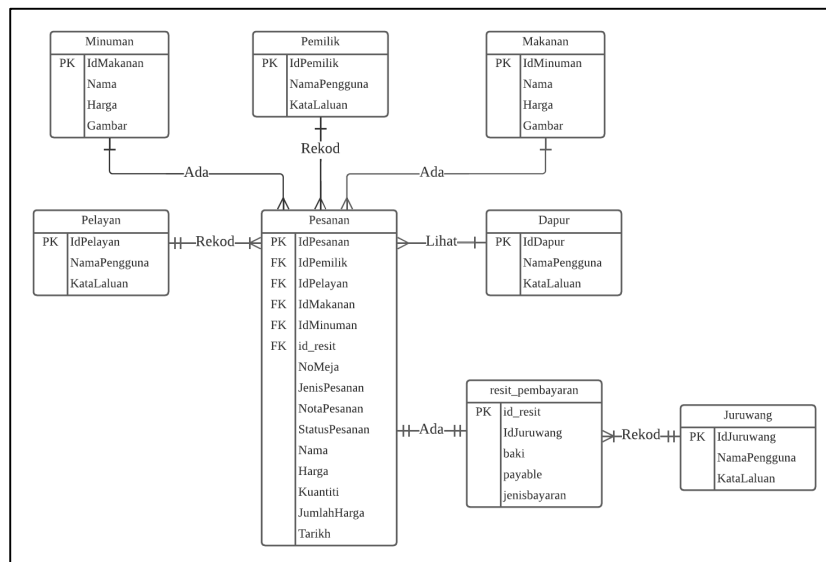 Minuman
PK IdMakanan
Nama
Harga
Gambar
Pemilik
PK IdPemilik
NamaPengguna
KataLaluan
Makanan
PK IdMinuman
Nama
Harga
Gambar
Ada
Rekod
Ada
Pelayan
PK IdPelayan
NamaPengguna
KataLaluan
Rekod
Pesanan
PK IdPesanan
FK IdPemilik
FK IdPelayan
FK IdMakanan
FK IdMinuman
FK id_resit
NoMeja
JenisPesanan
NotaPesanan
StatusPesanan
Nama
Harga
Kuantiti
JumlahHarga
Tarikh
Lihat
Dapur
PK IdDapur
NamaPengguna
KataLaluan
Ada
resit_pembayaran
PK id_resit
IdJuruwang
baki
payable
jenisbayaran
Rekod
Juruwang
PK IdJuruwang
NamaPengguna
KataLaluan